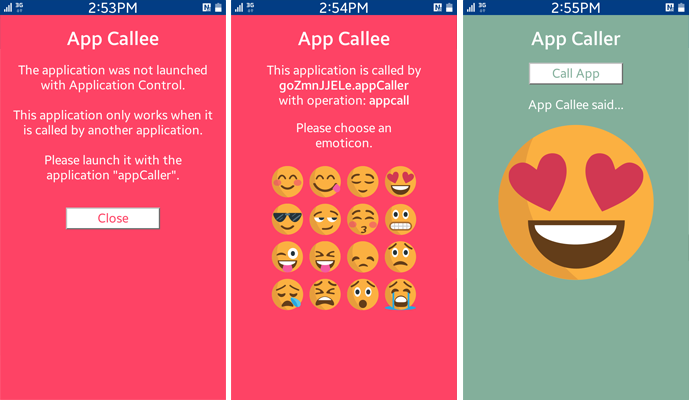 3G
2:53PM
N
App Callee
The application was not launched
with Application Control.
This application only works when it
is called by another application.
Please launch it with the
application "appCaller".
Close
3G
2:54PM
N
App Callee
This application is called by
goZmnJJELe.appCaller
with operation: appcall
Please choose an
emoticon.
3G
2:55PM
N
App Caller
Call App
App Callee said...